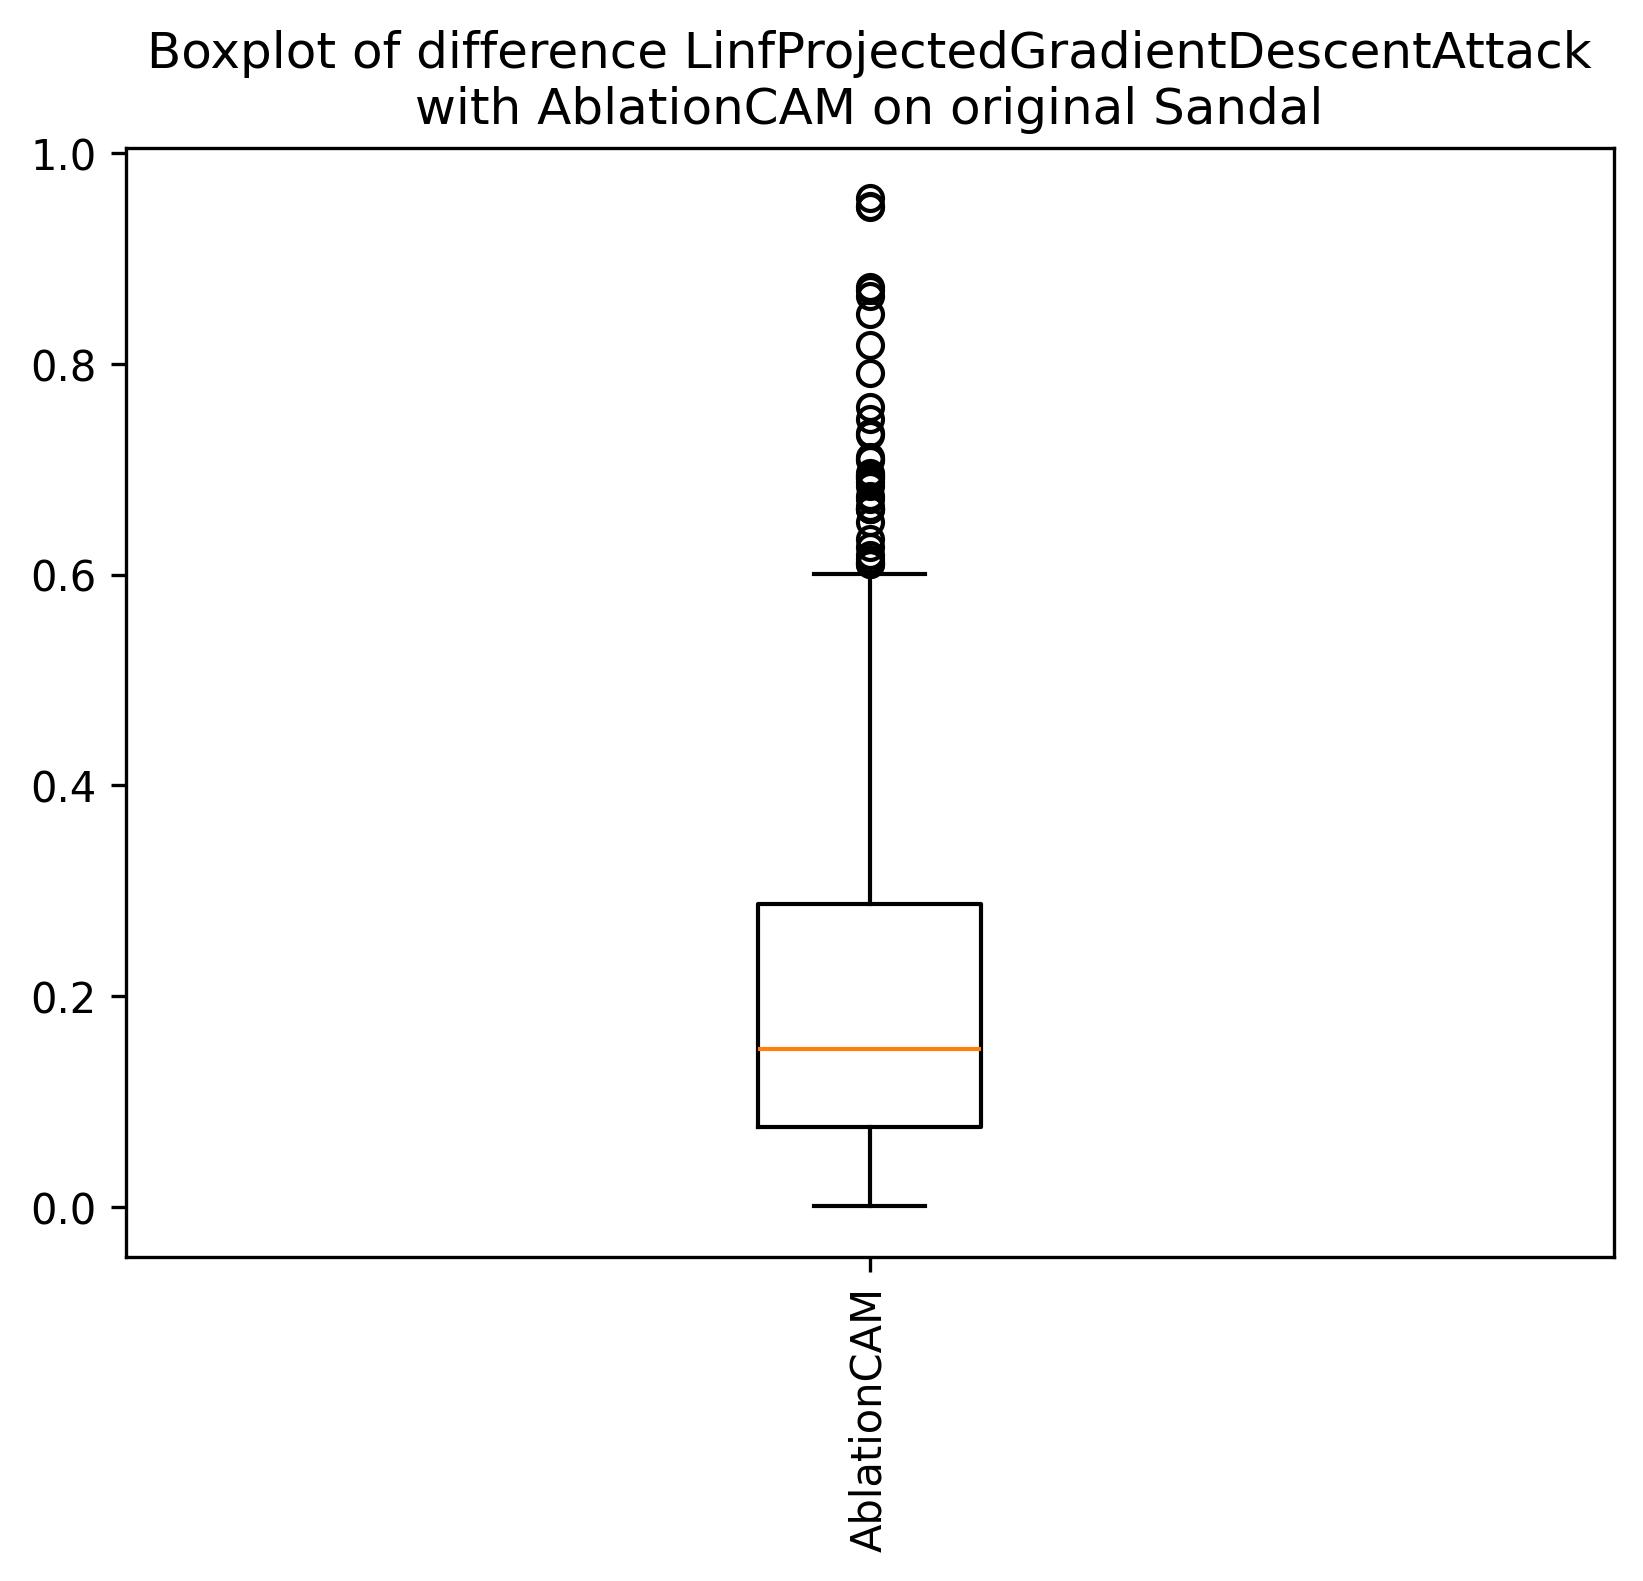 Boxplot of difference LinfProjectedGradientDescentAttack
with AblationCAM on original Sandal
1.0
0.8
0.6
0.4
0.2
0.0
AblationCAM